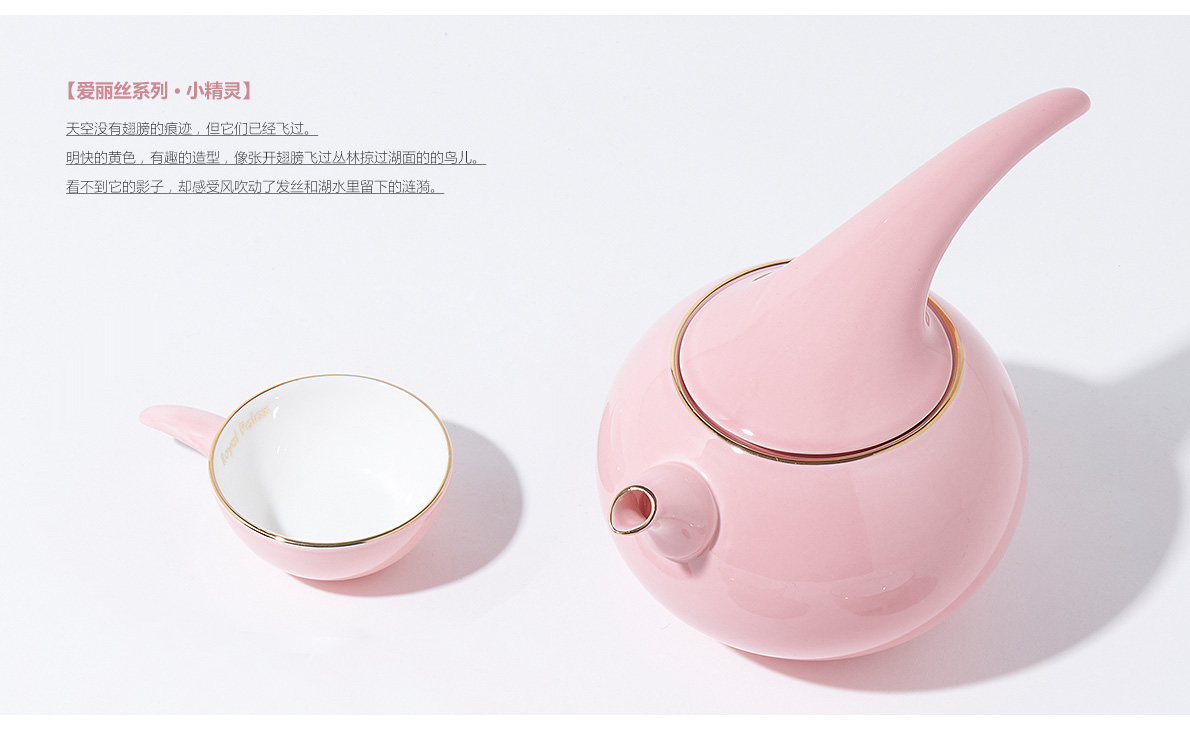 【爱丽丝系列·小精灵】
天空没有翅膀的痕迹，但它们已经飞过。
明快的黄色，有趣的造型，像张开翅膀飞过丛林掠过湖面的的鸟儿。
看不到它的影子，却感受风吹动了发丝和湖水里留下的涟漪。
Royal